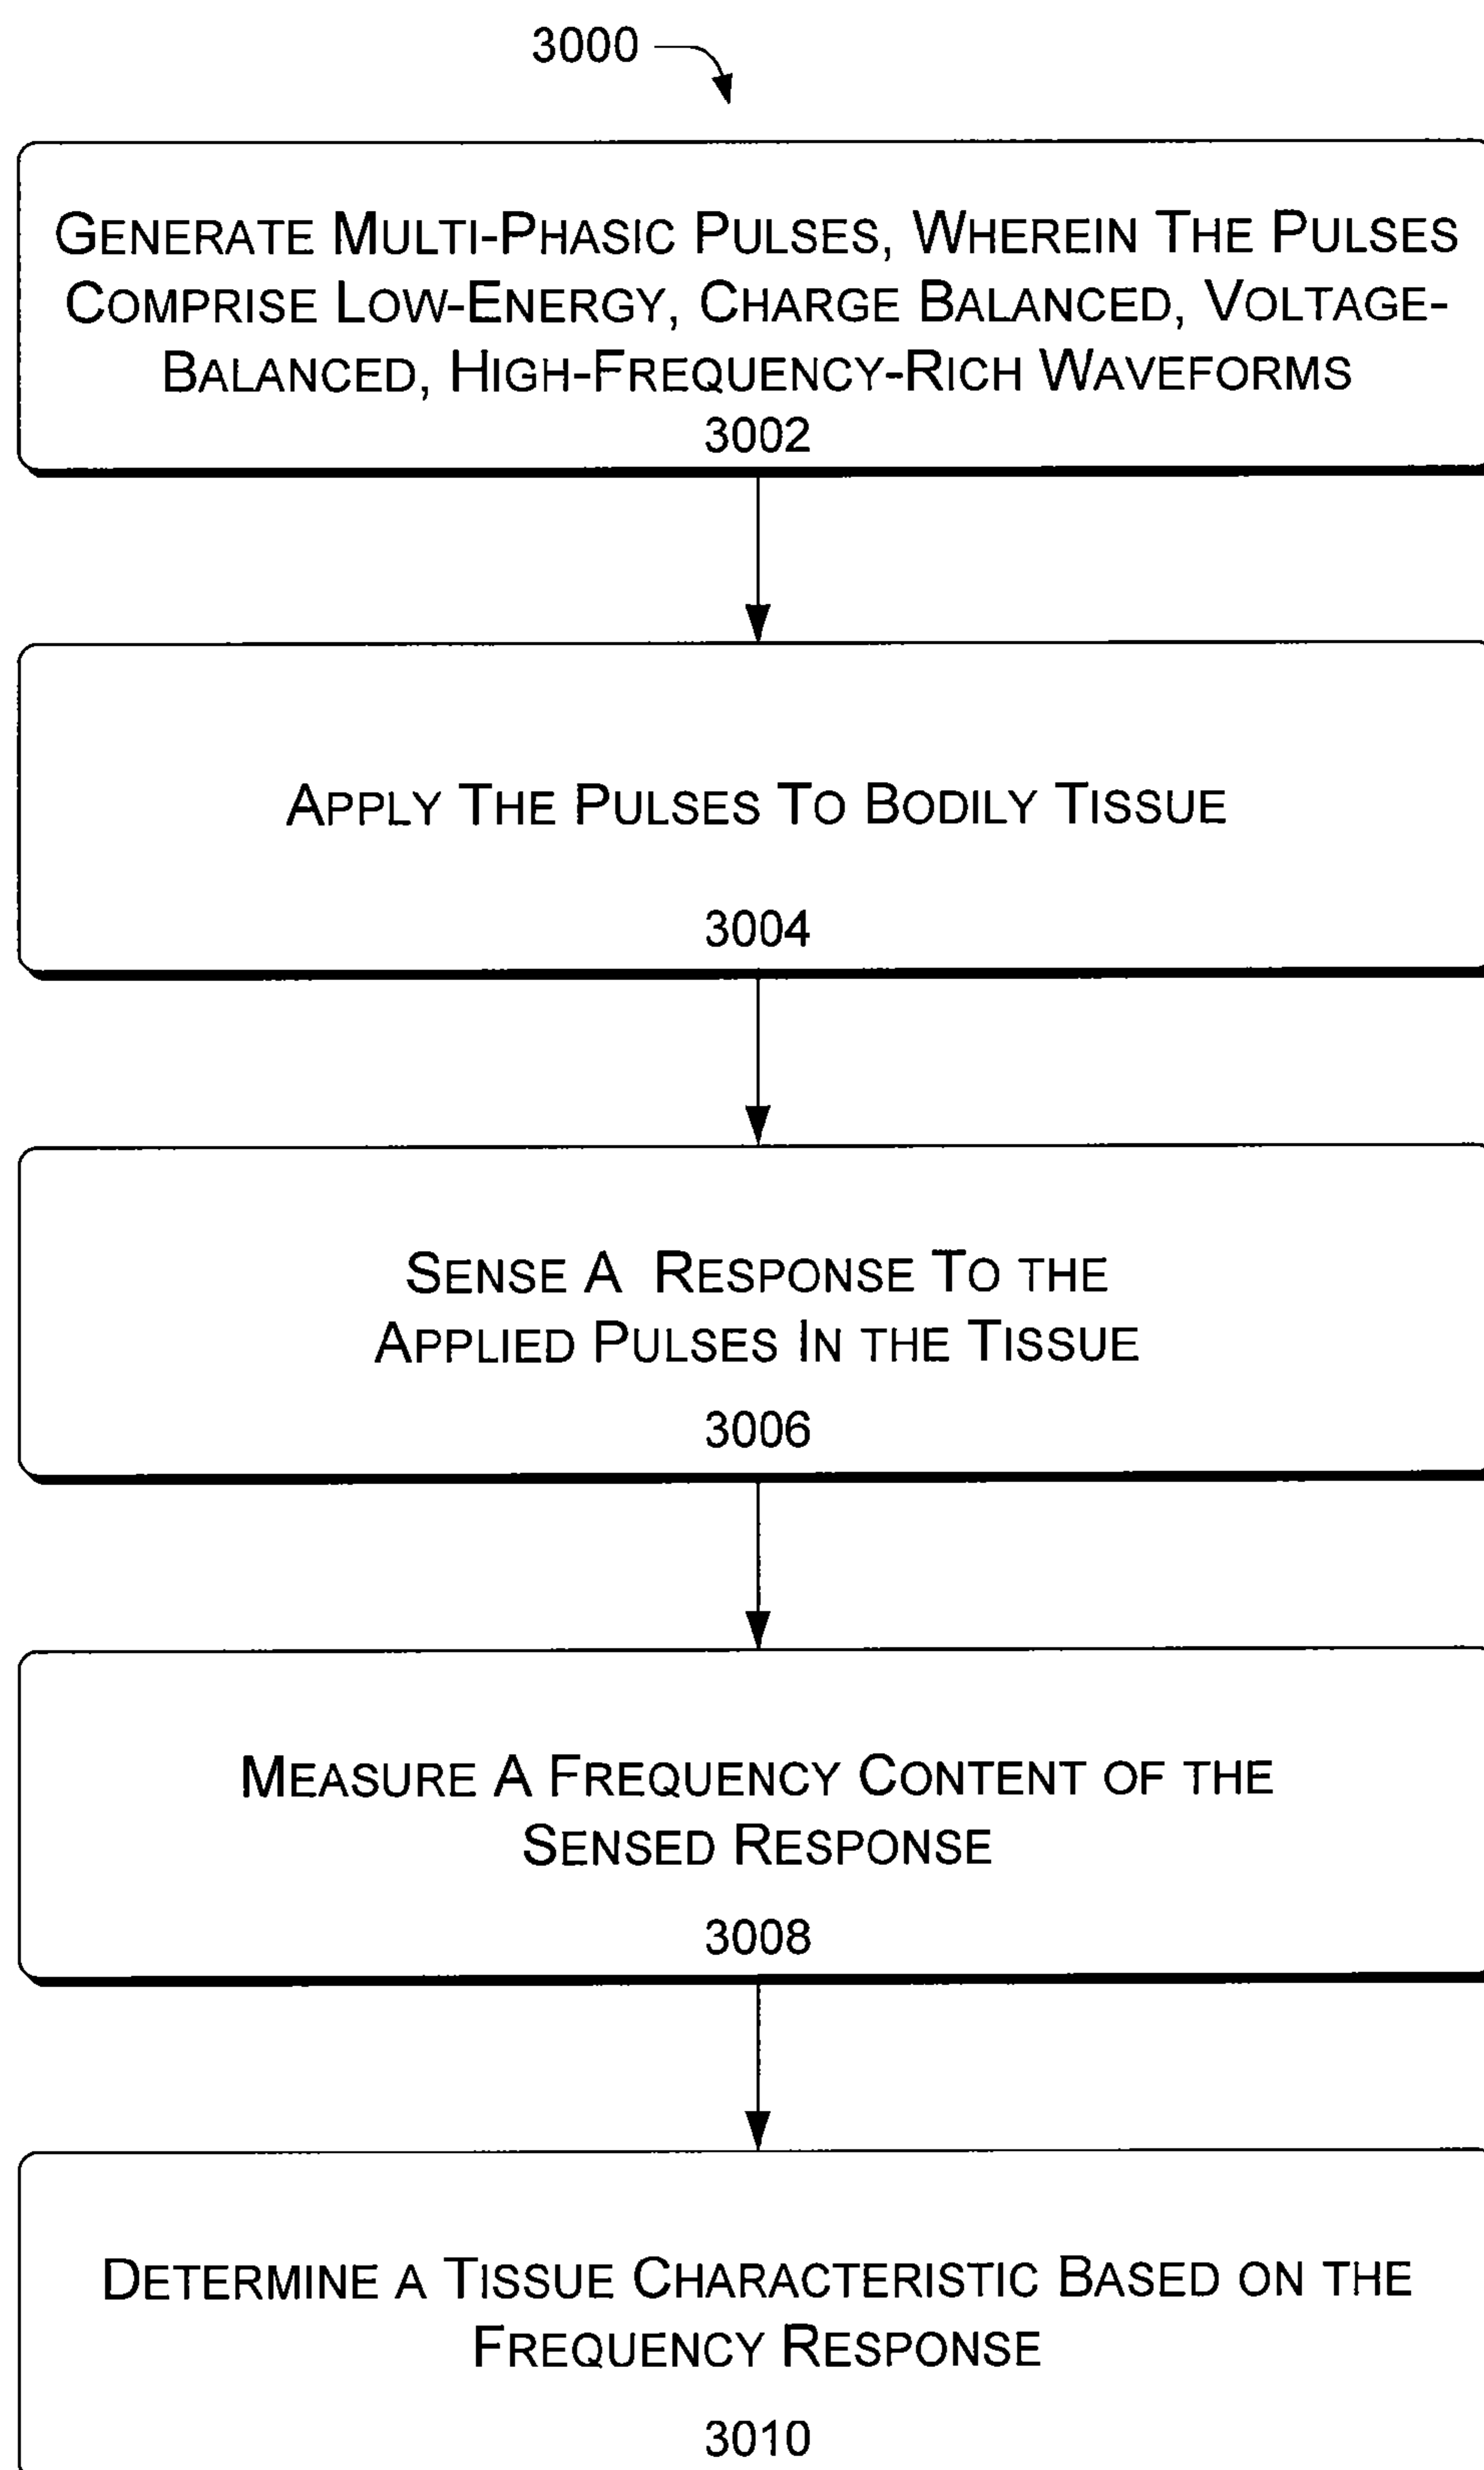 3000
GENERATE MULTI-PHASIC PULSES, WHEREIN THE PULSES
COMPRISE LOW-ENERGY, CHARGE BALANCED, VOLTAGE-
BALANCED, HIGH-FREQUENCY-RICH WAVEFORMS
3002
APPLY THE PULSES TO BODILY TISSUE
3004
SENSE A RESPONSE TO THE
APPLIED PULSES IN THE TISSUE
3006
MEASURE A FREQUENCY CONTENT OF THE
SENSED RESPONSE
3008
DETERMINE A TISSUE CHARACTERISTIC BASED ON THE
FREQUENCY RESPONSE
3010